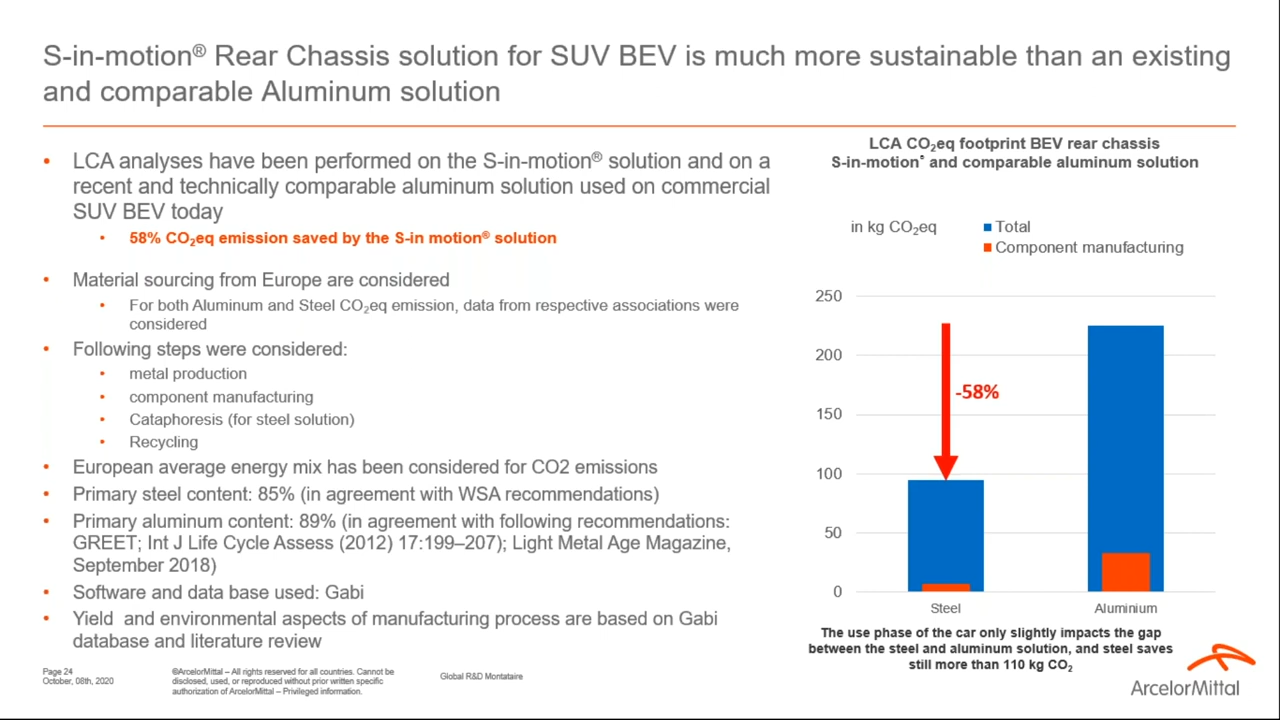 S-in-motion® Rear Chassis solution for SUV BEV is much more sustainable than an existing
and comparable Aluminum solution
• LCA analyses have been performed on the S-in-motion® solution and on a
recent and technically comparable aluminum solution used on commercial
SUV BEV today
• 58% CO₂eq emission saved by the S-in motion® solution
• Material sourcing from Europe are considered
• For both Aluminum and Steel CO₂eq emission, data from respective associations were
considered
• Following steps were considered:
• metal production
• component manufacturing
• Cataphoresis (for steel solution)
• Recycling
• European average energy mix has been considered for CO2 emissions
• Primary steel content: 85% (in agreement with WSA recommendations)
• Primary aluminum content: 89% (in agreement with following recommendations:
GREET; Int J Life Cycle Assess (2012) 17:199–207); Light Metal Age Magazine,
September 2018)
• Software and data base used: Gabi
• Yield and environmental aspects of manufacturing process are based on Gabi
database and literature review
LCA CO₂eq footprint BEV rear chassis
S-in-motion® and comparable aluminum solution
in kg CO₂eq
Total
Component manufacturing
250
200
150
100
50
0
-58%
Steel
Aluminium
The use phase of the car only slightly impacts the gap
between the steel and aluminum solution, and steel saves
still more than 110 kg CO₂
Page 24
October, 08th, 2020
©ArcelorMittal – All rights reserved for all countries. Cannot be
disclosed, used, or reproduced without prior written specific
authorization of ArcelorMittal – Privileged information.
Global R&D Montataire
ArcelorMittal